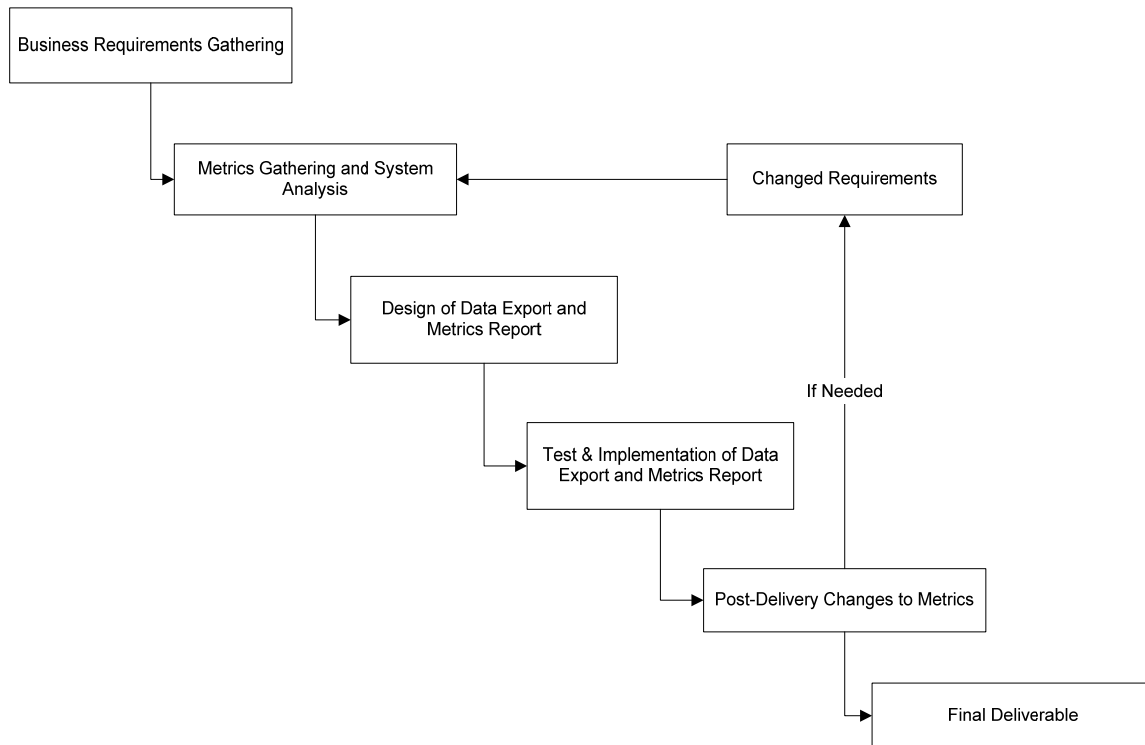 Business Requirements Gathering
Metrics Gathering and System
Analysis
Changed Requirements
Design of Data Export and
Metrics Report
If Needed
Test & Implementation of Data
Export and Metrics Report
Post-Delivery Changes to Metrics
Final Deliverable